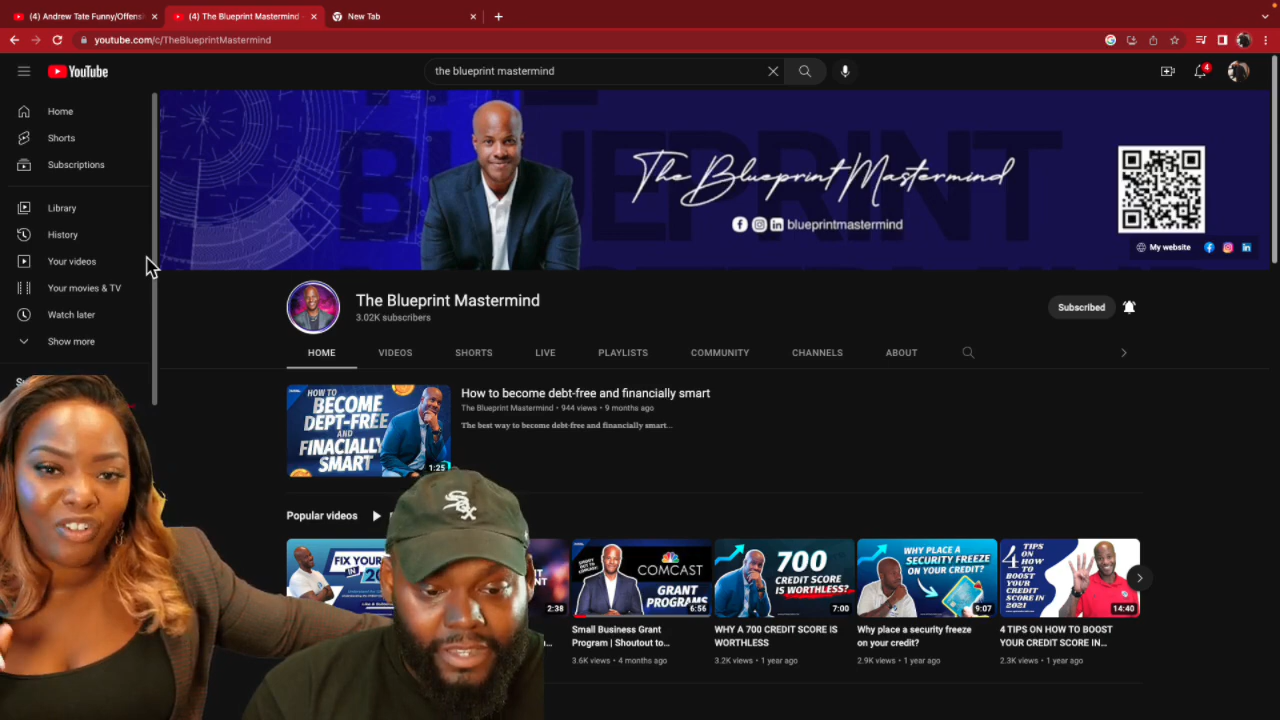 (4) Andrew Tate Funny/Offens
(4) The Blueprint Mastermind -
New Tab
youtube.com/c/TheBlueprintMastermind
YouTube
the blueprint mastermind
4
Home
Shorts
Subscriptions
Library
History
Your videos
Your movies & TV
Watch later
Show more
THE
BLUEPRINT
The Blueprint Mastermind
blueprintmastermind
My website
The Blueprint Mastermind
3.02K subscribers
Subscribed
HOME
VIDEOS
SHORTS
LIVE
PLAYLISTS
COMMUNITY
CHANNELS
ABOUT
HOW TO
BECOME
DEPT-FREE
AND
FINACIALLY
SMART
1:25
How to become debt-free and financially smart
The Blueprint Mastermind • 944 views • 9 months ago
The best way to become debt-free and financially smart...
Popular videos
FIX YOUR
2:38
COMCAST
GRANT
PROGRAMS
6:56
700
CREDIT SCORE
IS WORTHLESS?
7:00
WHY PLACE A
SECURITY FREEZE
ON YOUR CREDIT?
9:07
4 TIPS
ON HOW TO
BOOST
YOUR CREDIT
SCORE IN
2021
14:40
Small Business Grant
Program | Shoutout to...
3.6K views • 4 months ago
WHY A 700 CREDIT SCORE IS
WORTHLESS
3.2K views • 1 year ago
Why place a security freeze
on your credit?
2.9K views • 1 year ago
4 TIPS ON HOW TO BOOST
YOUR CREDIT SCORE IN...
2.3K views • 1 year ago